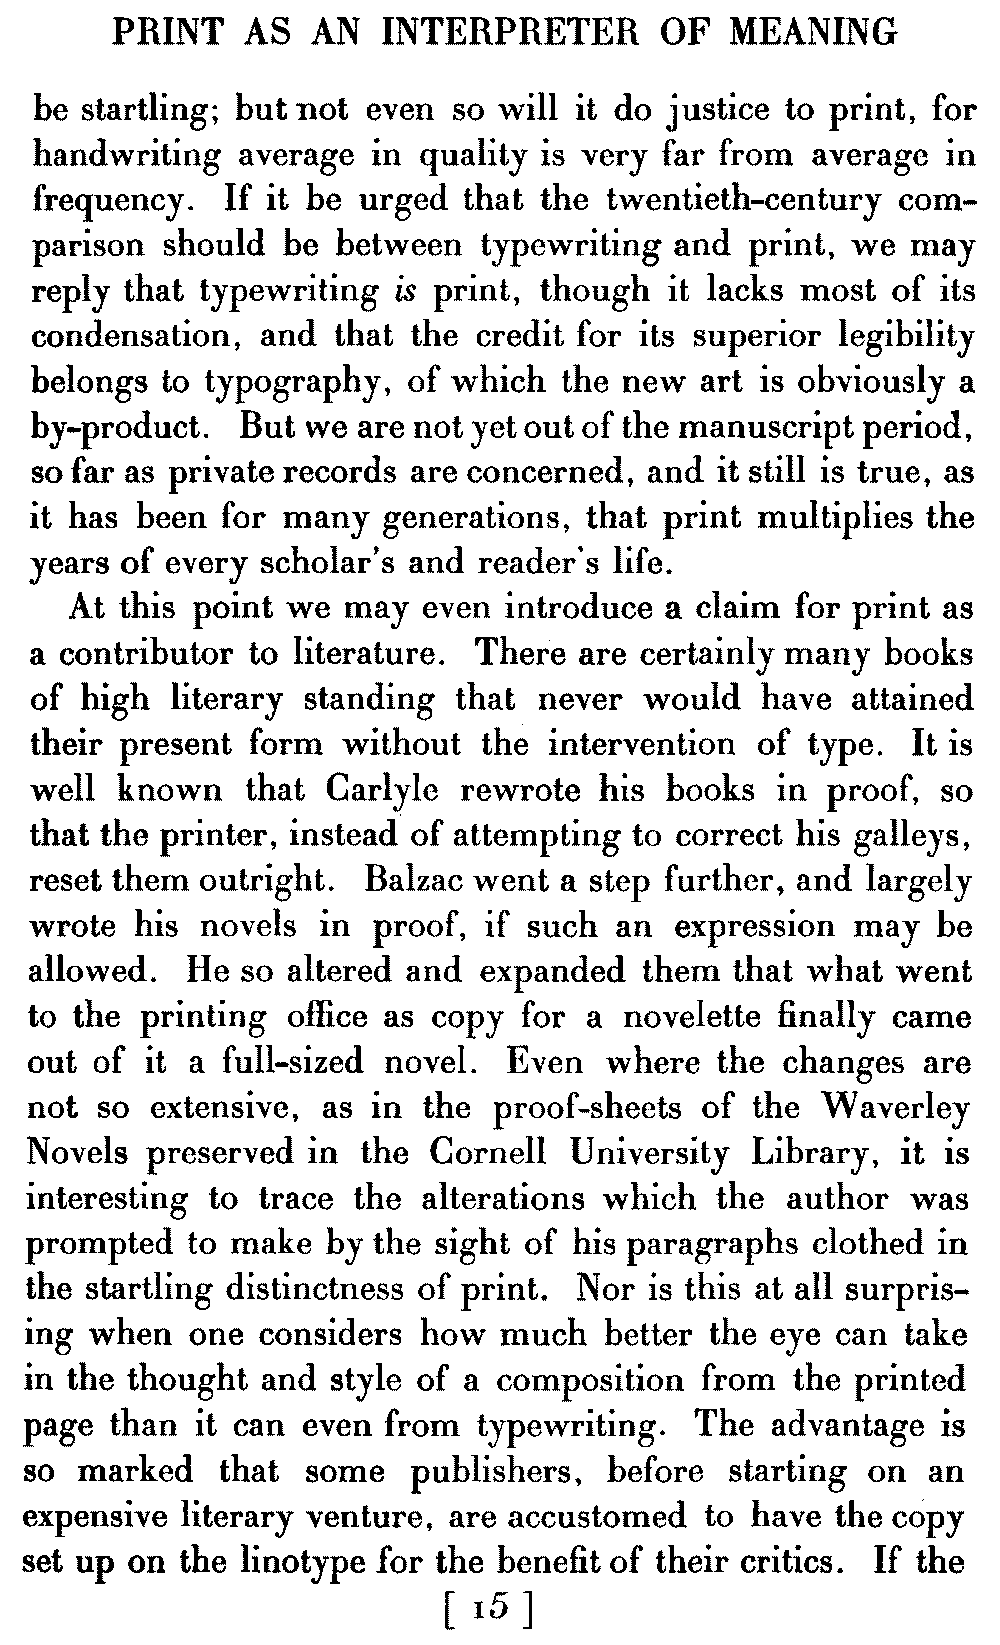 PRINT AS AN INTERPRETER OF MEANING
be startling; but not even so will it do justice to print, for
handwriting average in quality is very far from average in
frequency. If it be urged that the twentieth-century com-
parison should be between typewriting and print, we may
reply that typewriting is print, though it lacks most of its
condensation, and that the credit for its superior legibility
belongs to typography, of which the new art is obviously a
by-product. But we are not yet out of the manuscript period,
so far as private records are concerned, and it still is true, as
it has been for many generations, that print multiplies the
years of every scholar's and reader's life.
At this point we may even introduce a claim for print as
a contributor to literature. There are certainly many books
of high literary standing that never would have attained
their present form without the intervention of type. It is
well known that Carlyle rewrote his books in proof, so
that the printer, instead of attempting to correct his galleys,
reset them outright. Balzac went a step further, and largely
wrote his novels in proof, if such an expression may be
allowed. He so altered and expanded them that what went
to the printing office as copy for a novelette finally came
out of it a full-sized novel. Even where the changes are
not so extensive, as in the proof-sheets of the Waverley
Novels preserved in the Cornell University Library, it is
interesting to trace the alterations which the author was
prompted to make by the sight of his paragraphs clothed in
the startling distinctness of print. Nor is this at all surpris-
ing when one considers how much better the eye can take
in the thought and style of a composition from the printed
page than it can even from typewriting. The advantage is
so marked that some publishers, before starting on an
expensive literary venture, are accustomed to have the copy
set up on the linotype for the benefit of their critics. If the
[ 15 ]